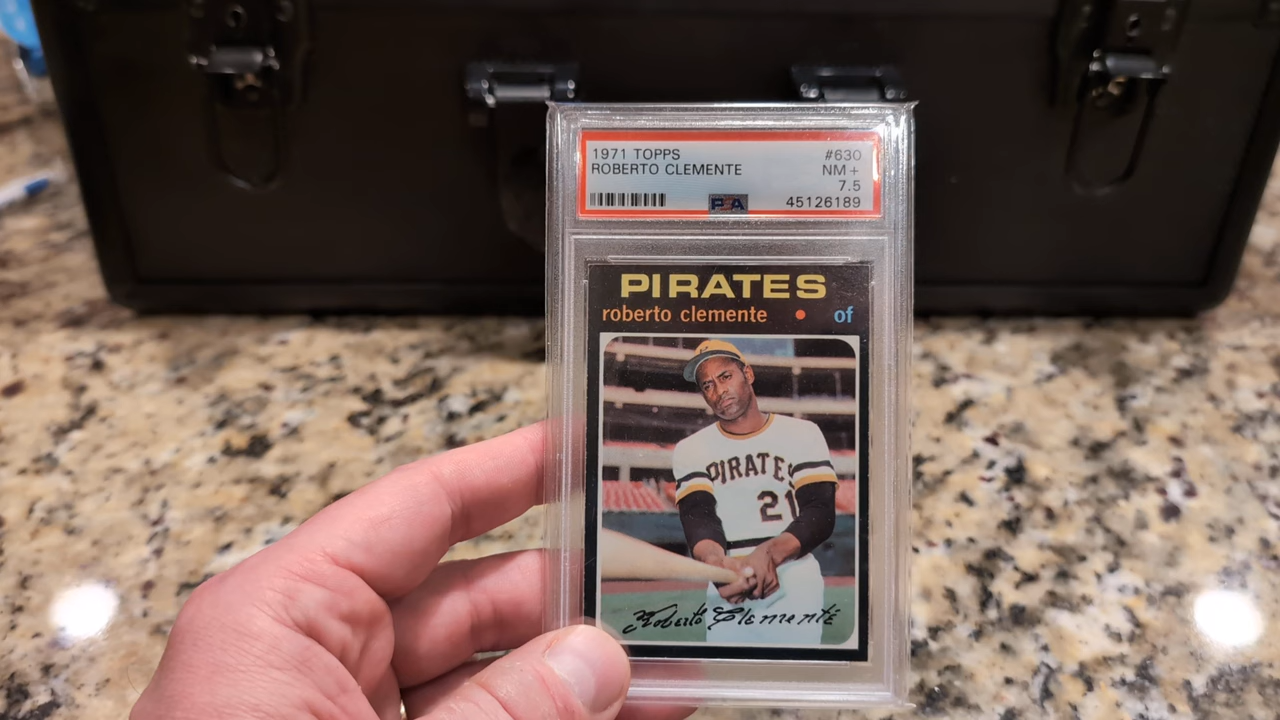 1971 TOPPS #630
ROBERTO CLEMENTE NM+
7.5
PSA 45126189
PIRATES
roberto clemente • of
PIRATES
21
Roberto Clemente